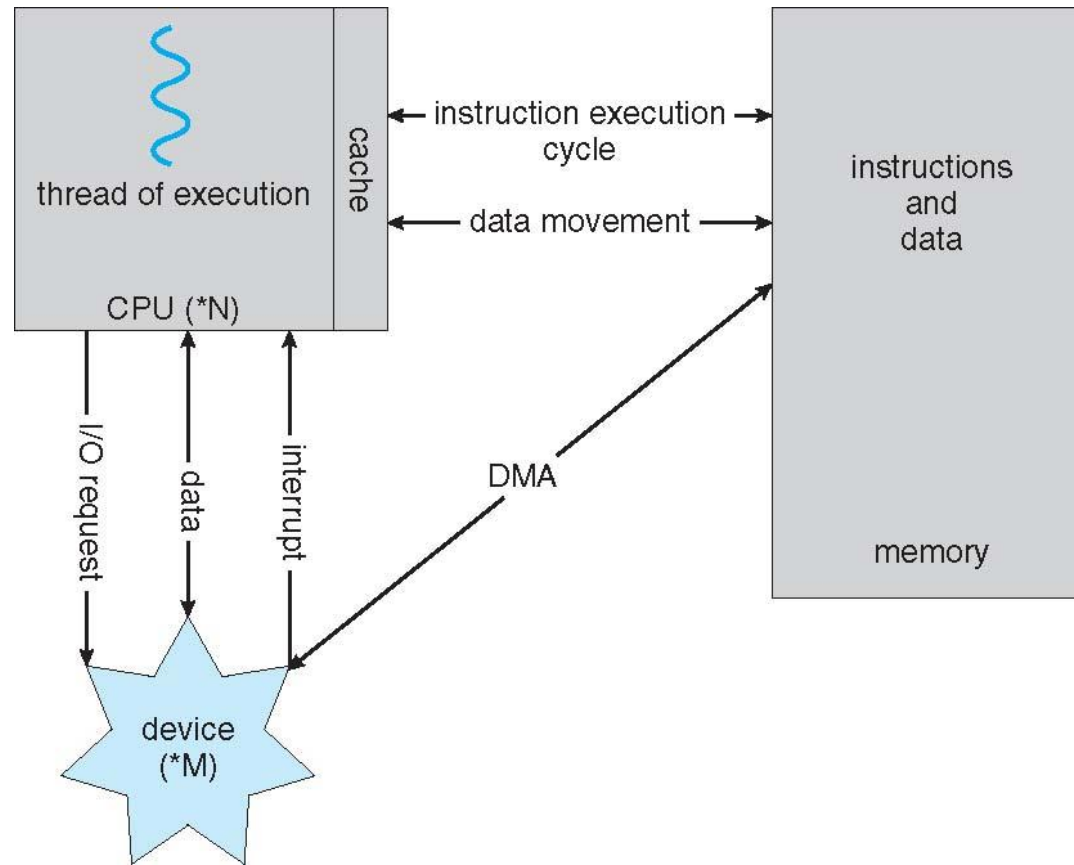 thread of execution
cache
CPU (*N)
instruction execution
cycle
data movement
instructions
and
data
memory
I/O request
data
interrupt
DMA
device
(*M)